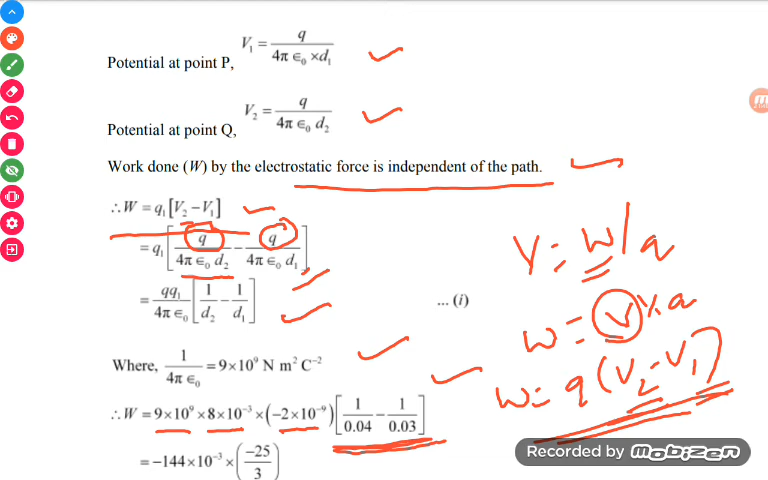 Potential at point P, V₁ = q / 4π ∈₀ ×d₁
Potential at point Q, V₂ = q / 4π ∈₀ d₂
Work done (W) by the electrostatic force is independent of the path.
∴W = q₁[V₂ − V₁]
= q₁[q / 4π ∈₀ d₂ − q / 4π ∈₀ d₁]
= qq₁ / 4π ∈₀ [1/d₂ − 1/d₁] ... (i)
Where, 1 / 4π ∈₀ = 9×10⁹ N m² C⁻²
∴W = 9×10⁹ ×8×10⁻³ ×(−2×10⁻⁹)[1/0.04 − 1/0.03]
= −144×10⁻³ ×(−25/3)
V = W/q
W = V × q
W = q (V₂ − V₁)
Recorded by mobizen